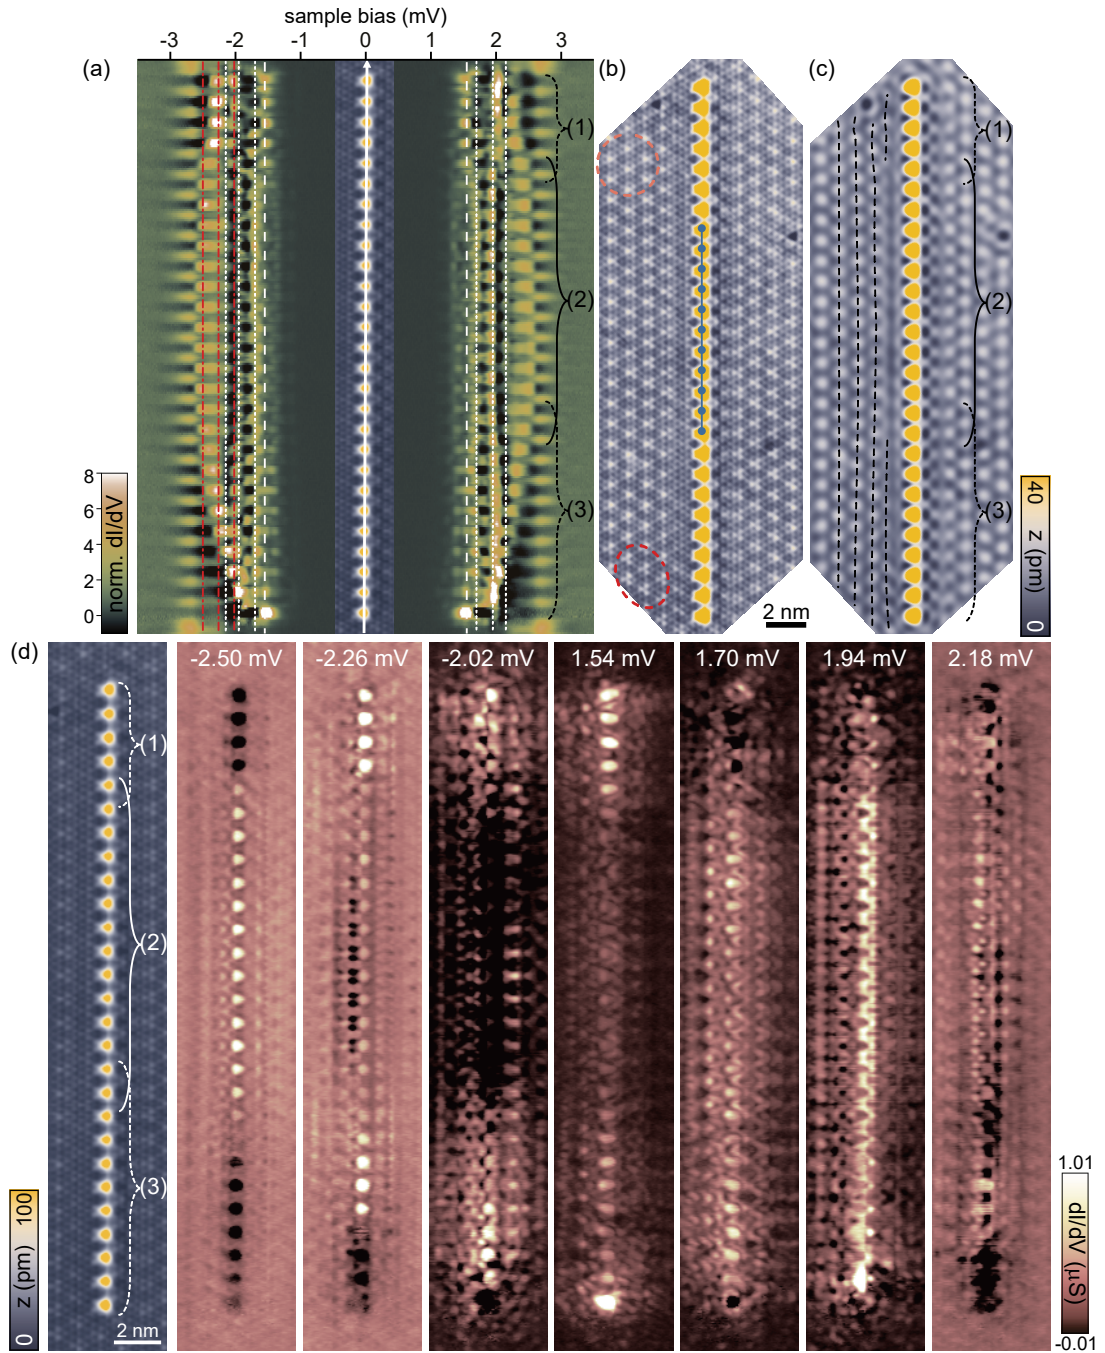 sample bias (mV)
-3 -2 -1 0 1 2 3
(a)
(b)
(c)
(1)
(1)
(2)
(2)
(3)
(3)
8
6
4
2
0
norm. dI/dV
2 nm
40
z (pm)
0
(d)
-2.50 mV
-2.26 mV
-2.02 mV
1.54 mV
1.70 mV
1.94 mV
2.18 mV
(1)
(2)
(3)
100
z (pm)
0
2 nm
1.01
dI/dV (µS)
-0.01